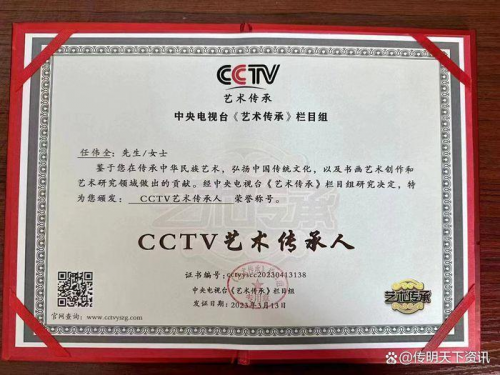 CCTV
艺术传承
中央电视台《艺术传承》栏目组
任伟全：先生/女士
鉴于您在传承中华民族艺术，弘扬中国传统文化，以及书画艺术创作和
艺术研究领域做出的贡献。经中央电视台《艺术传承》栏目组研究决定，特
为您颁发： CCTV艺术传承人 荣誉称号。
艺术传承
CCTV艺术传承人
证书编号：cctvyscc20230413138
中央电视台《艺术传承》栏目组
发证日期：2023年3月13日
官网查询：www.cctvyszg.com
艺术传承
@传明天下资讯